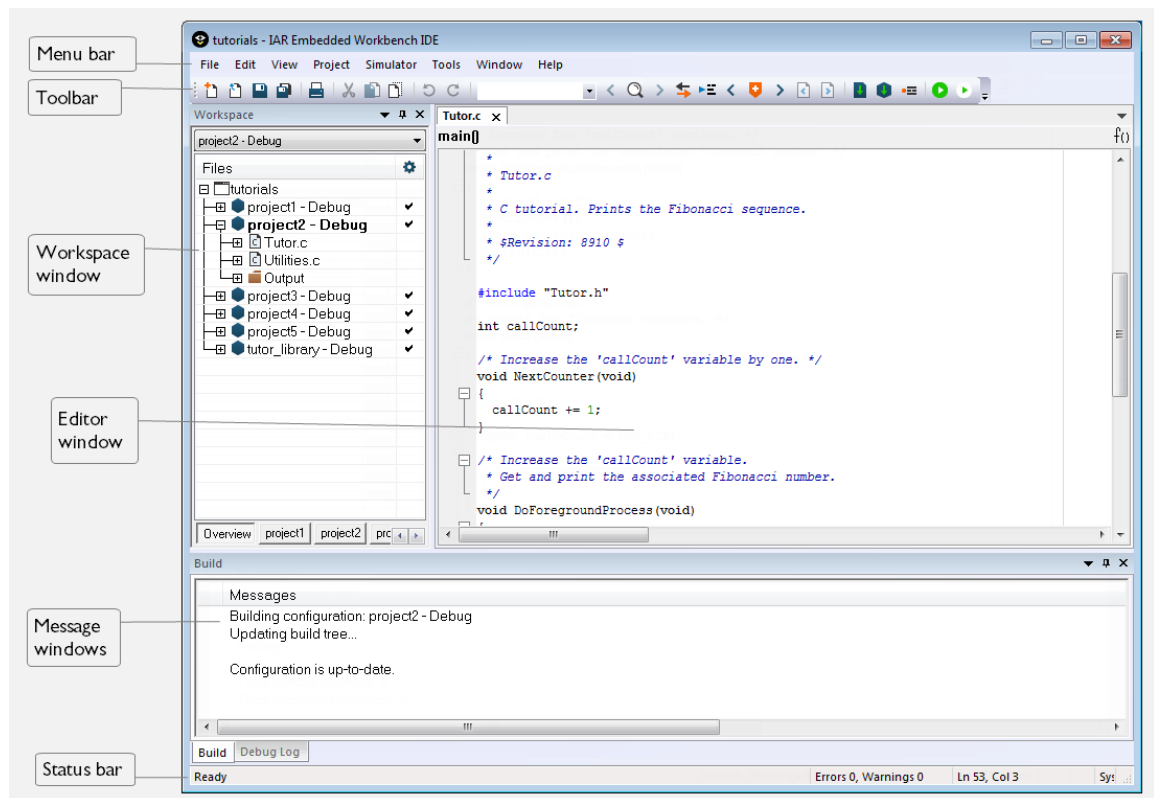 Menu bar
Toolbar
Workspace
window
Editor
window
Message
windows
Status bar
tutorials - IAR Embedded Workbench IDE
File Edit View Project Simulator Tools Window Help
Workspace
project2 - Debug
Files
tutorials
project1 - Debug
project2 - Debug
Tutor.c
Utilities.c
Output
project3 - Debug
project4 - Debug
project5 - Debug
tutor_library - Debug
Overview project1 project2 prc
Tutor.c
main()
f()
*
* Tutor.c
*
* C tutorial. Prints the Fibonacci sequence.
*
* $Revision: 8910 $
*/
#include "Tutor.h"
int callCount;
/* Increase the 'callCount' variable by one. */
void NextCounter(void)
{
callCount += 1;
}
/* Increase the 'callCount' variable.
* Get and print the associated Fibonacci number.
*/
void DoForegroundProcess(void)
Build
Messages
Building configuration: project2 - Debug
Updating build tree...
Configuration is up-to-date.
Build Debug Log
Ready Errors 0, Warnings 0 Ln 53, Col 3